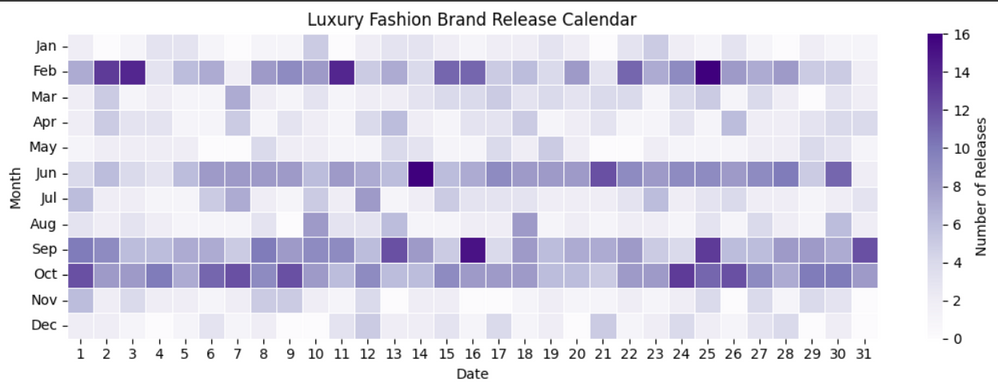 Luxury Fashion Brand Release Calendar
Month
Jan
Feb
Mar
Apr
May
Jun
Jul
Aug
Sep
Oct
Nov
Dec
1 2 3 4 5 6 7 8 9 10 11 12 13 14 15 16 17 18 19 20 21 22 23 24 25 26 27 28 29 30 31
Date
16
14
12
10
8
6
4
2
0
Number of Releases